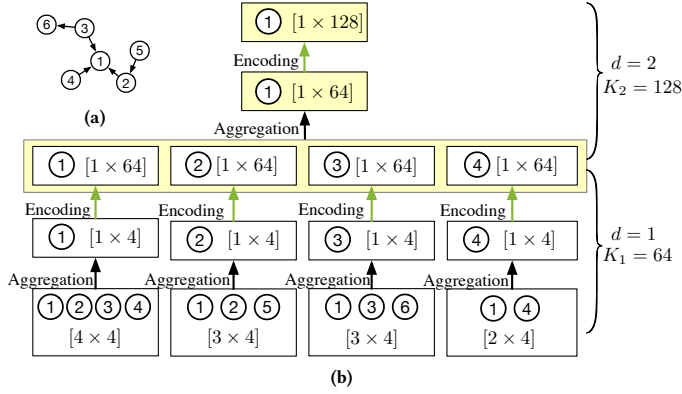 6 3 5
1
4 2
(a)
1 [1 × 128]
Encoding
1 [1 × 64]
Aggregation
d = 2
K₂ = 128
1 [1 × 64] 2 [1 × 64] 3 [1 × 64] 4 [1 × 64]
Encoding Encoding Encoding Encoding
1 [1 × 4] 2 [1 × 4] 3 [1 × 4] 4 [1 × 4]
d = 1
K₁ = 64
Aggregation Aggregation Aggregation Aggregation
1 2 3 4 1 2 5 1 3 6 1 4
[4 × 4] [3 × 4] [3 × 4] [2 × 4]
(b)